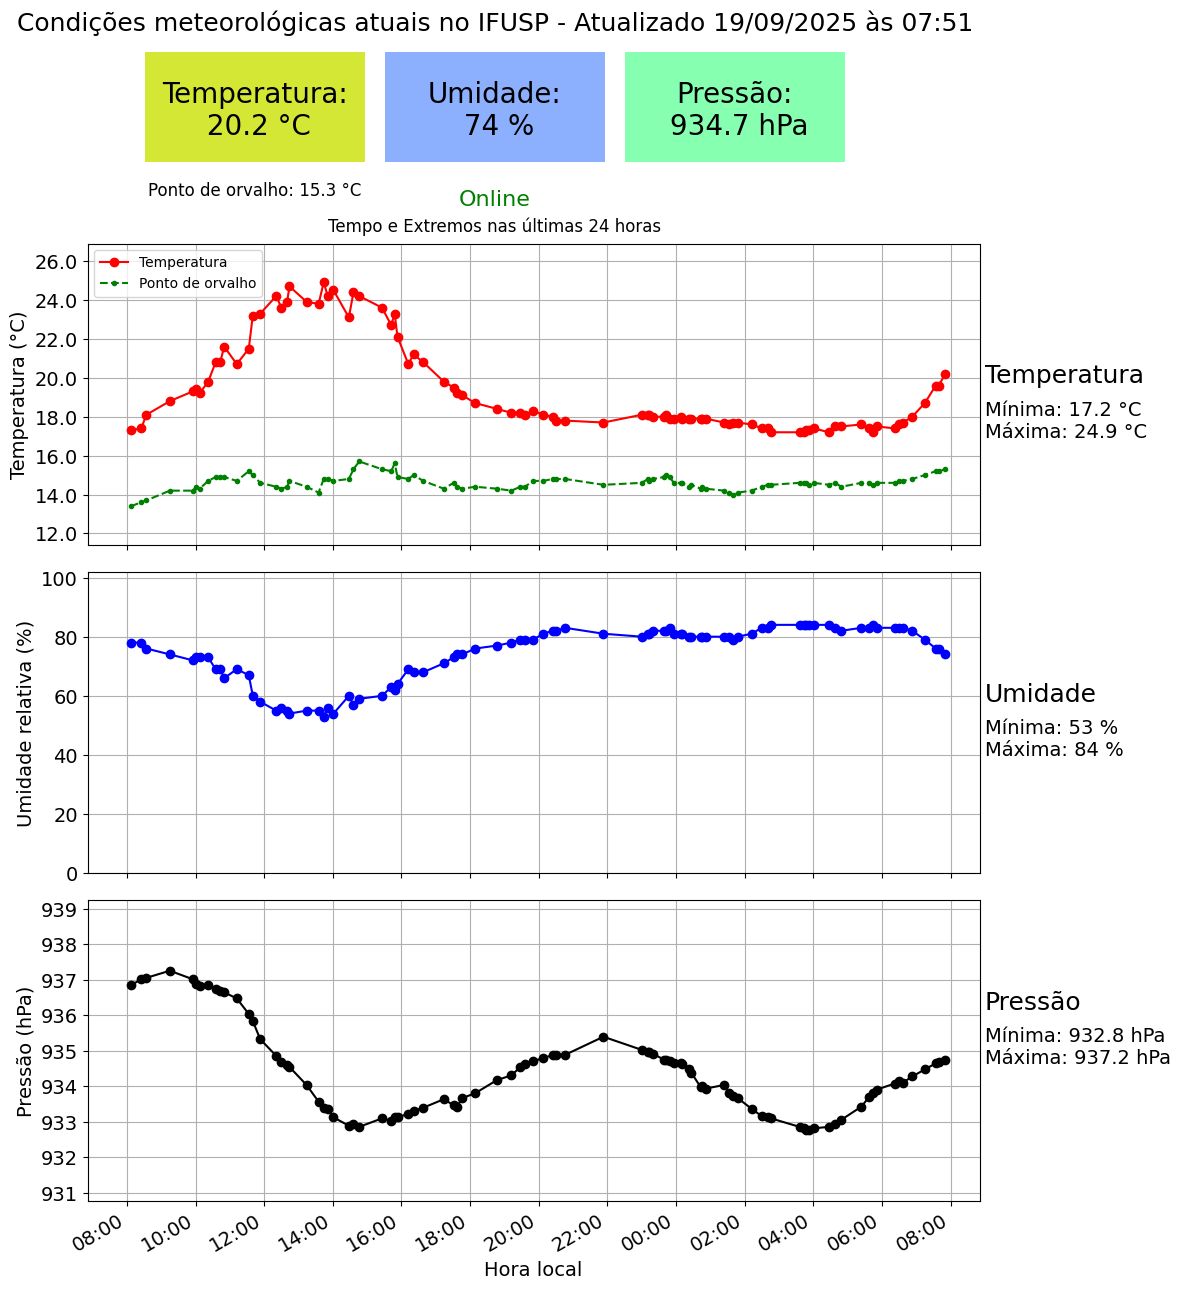 Condições meteorológicas atuais no IFUSP - Atualizado 19/09/2025 às 07:51
Temperatura:
20.2 °C
Umidade:
74 %
Pressão:
934.7 hPa
Ponto de orvalho: 15.3 °C
Online
Tempo e Extremos nas últimas 24 horas
Temperatura (°C)
26.0
24.0
22.0
20.0
18.0
16.0
14.0
12.0
Temperatura
Ponto de orvalho
Temperatura
Mínima: 17.2 °C
Máxima: 24.9 °C
Umidade relativa (%)
100
80
60
40
20
0
Umidade
Mínima: 53 %
Máxima: 84 %
Pressão (hPa)
939
938
937
936
935
934
933
932
931
Pressão
Mínima: 932.8 hPa
Máxima: 937.2 hPa
08:00
10:00
12:00
14:00
16:00
18:00
20:00
22:00
00:00
02:00
04:00
06:00
08:00
Hora local